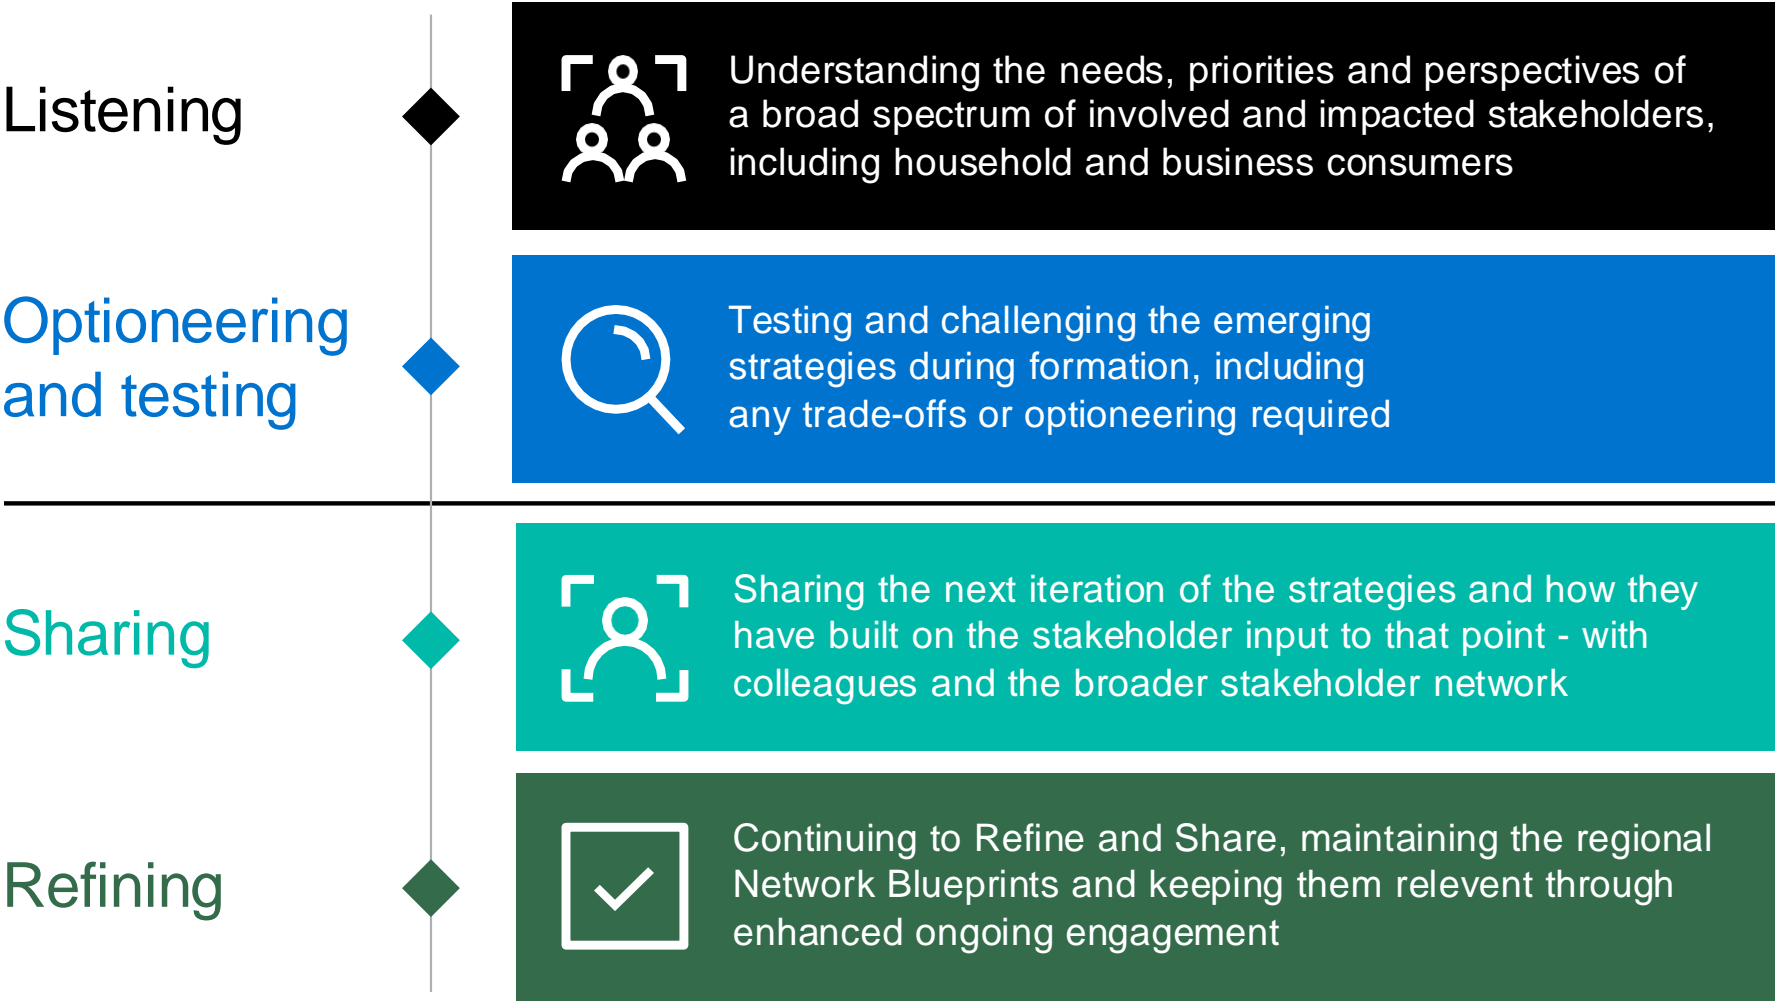 Listening
Understanding the needs, priorities and perspectives of
a broad spectrum of involved and impacted stakeholders,
including household and business consumers
Optioneering
and testing
Testing and challenging the emerging
strategies during formation, including
any trade-offs or optioneering required
Sharing
Sharing the next iteration of the strategies and how they
have built on the stakeholder input to that point - with
colleagues and the broader stakeholder network
Refining
Continuing to Refine and Share, maintaining the regional
Network Blueprints and keeping them relevent through
enhanced ongoing engagement